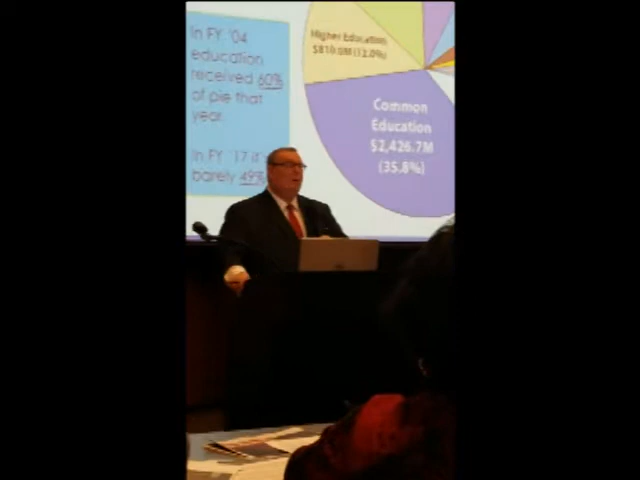 In FY '04
education
received 60%
of pie that
year.
In FY '17 it's
barely 49%
Higher Education
$810.0M (12.0%)
Common
Education
$2,426.7M
(35.8%)